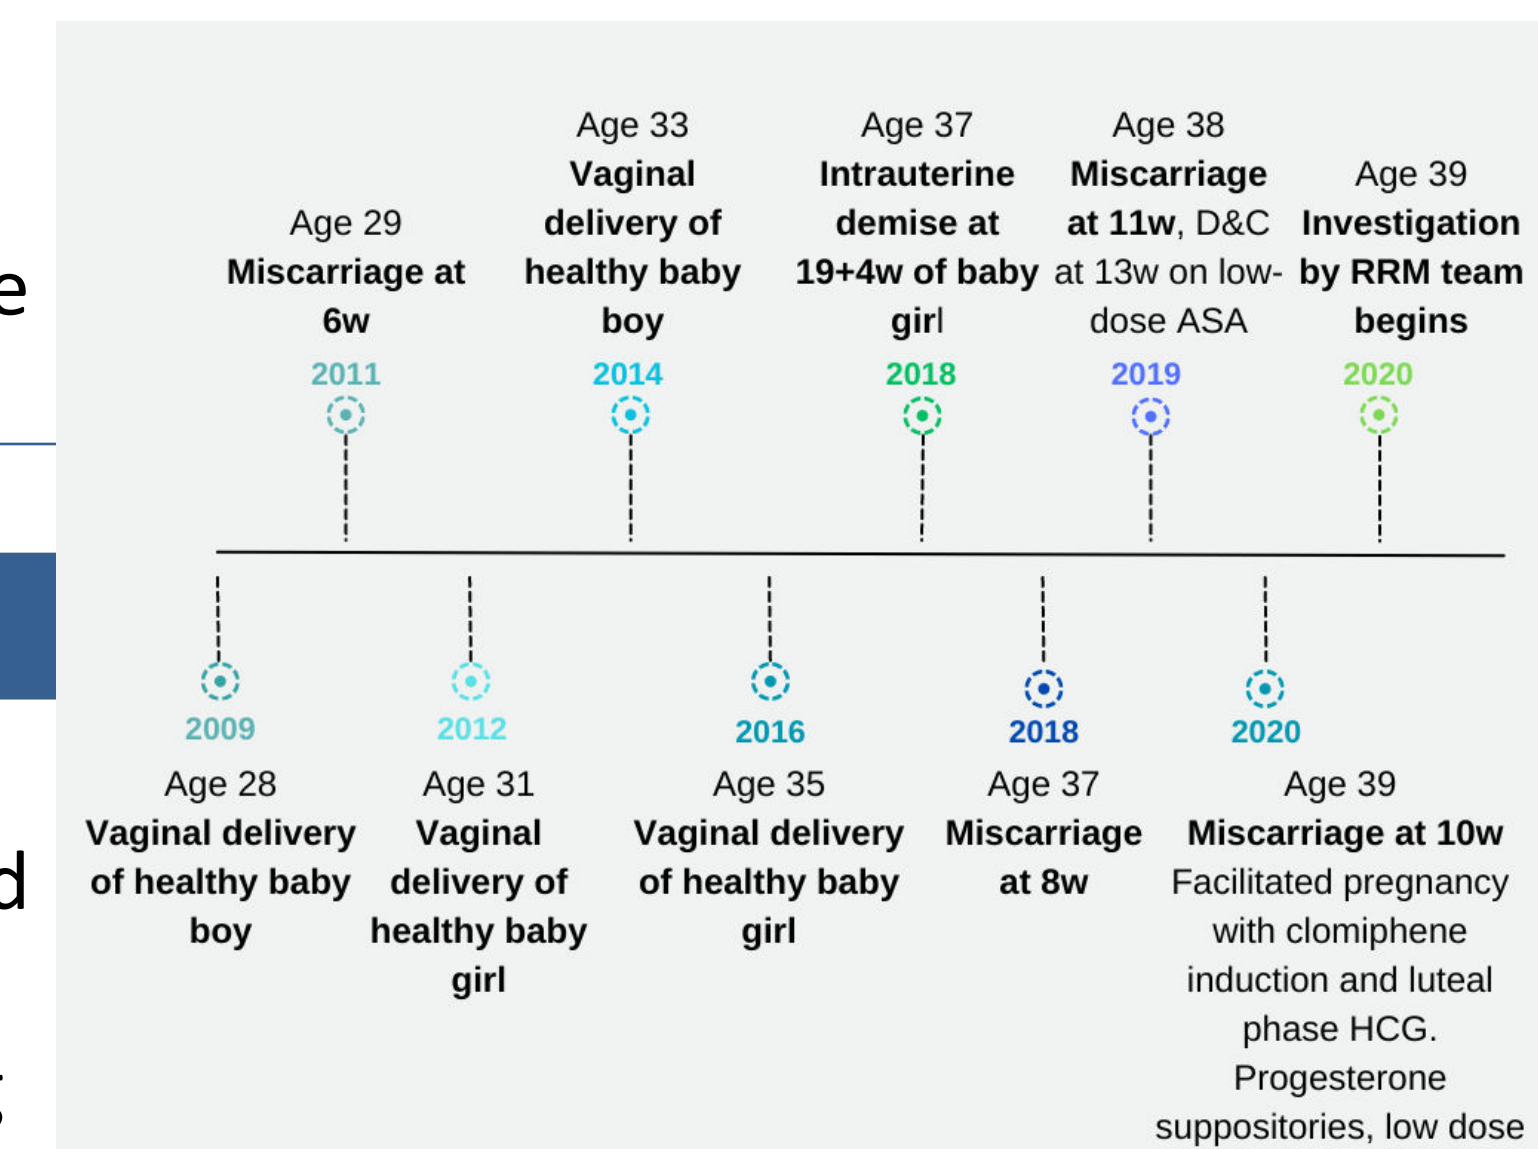 Age 29
Miscarriage at
6w
2011
Age 33
Vaginal
delivery of
healthy baby
boy
2014
Age 37
Intrauterine
demise at
19+4w of baby
girl
2018
Age 38
Miscarriage
at 11w, D&C
at 13w on low-
dose ASA
2019
Age 39
Investigation
by RRM team
begins
2020
2009
Age 28
Vaginal delivery
of healthy baby
boy
2012
Age 31
Vaginal
delivery of
healthy baby
girl
2016
Age 35
Vaginal delivery
of healthy baby
girl
2018
Age 37
Miscarriage
at 8w
2020
Age 39
Miscarriage at 10w
Facilitated pregnancy
with clomiphene
induction and luteal
phase HCG.
Progesterone
suppositories, low dose